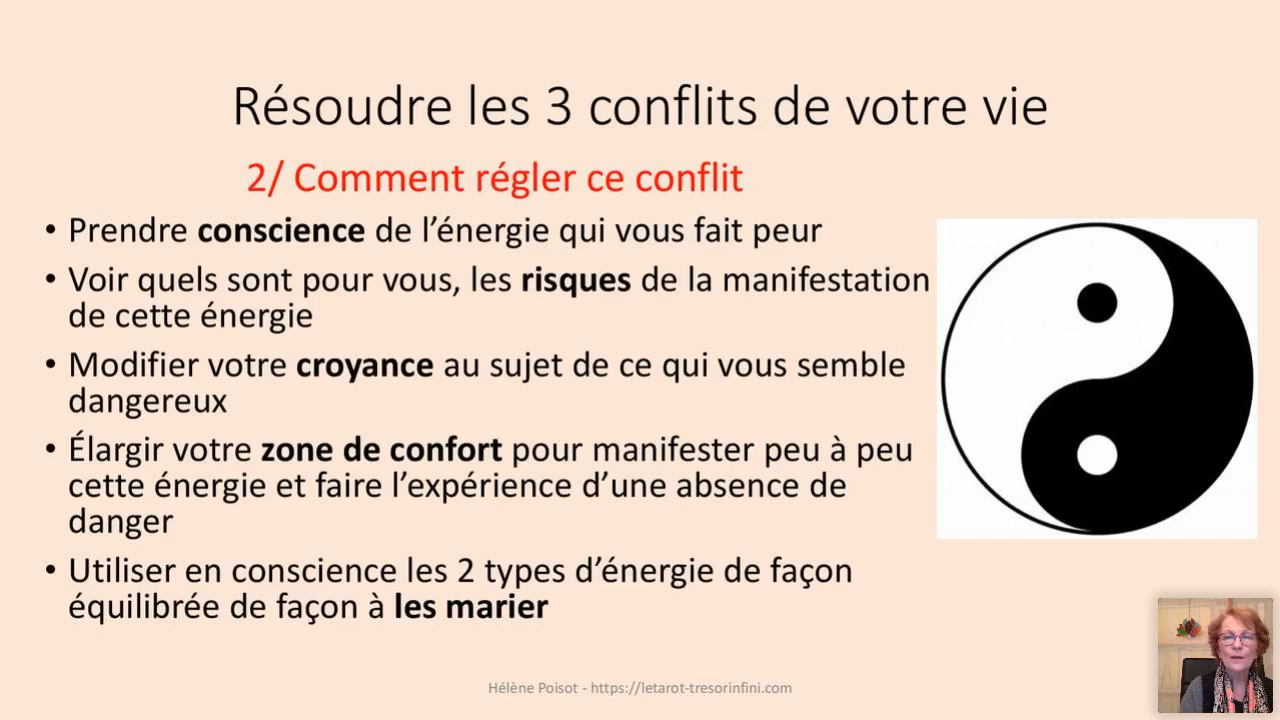 Résoudre les 3 conflits de votre vie
2/ Comment régler ce conflit
• Prendre conscience de l’énergie qui vous fait peur
• Voir quels sont pour vous, les risques de la manifestation
de cette énergie
• Modifier votre croyance au sujet de ce qui vous semble
dangereux
• Élargir votre zone de confort pour manifester peu à peu
cette énergie et faire l’expérience d’une absence de
danger
• Utiliser en conscience les 2 types d’énergie de façon
équilibrée de façon à les marier
Hélène Poisot - https://letarot-tresorinfini.com